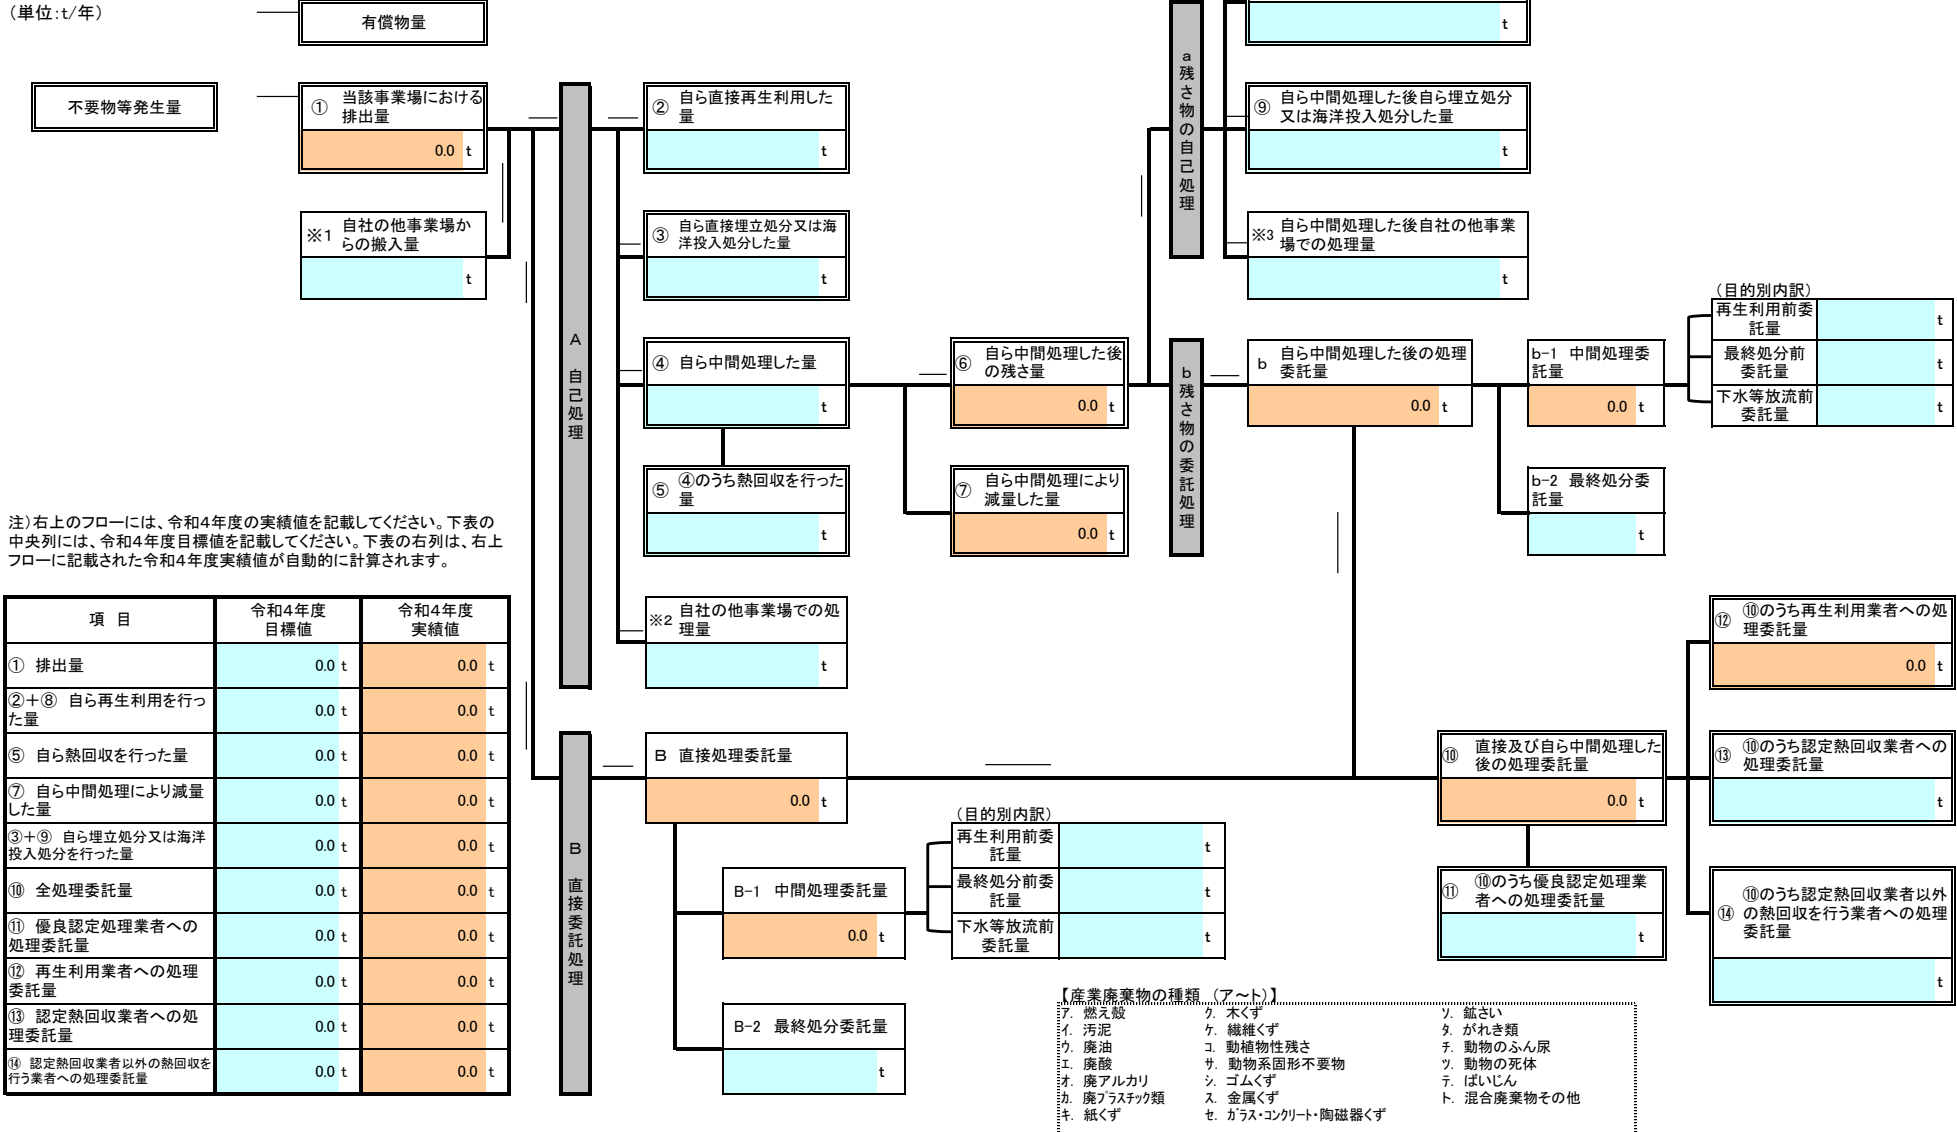 （単位：t/年）
有償物量
t
不要物等発生量
①
当該事業場における
排出量
0.0 t
※1
自社の他事業場か
らの搬入量
t
A
自己処理
②
自ら直接再生利用した
量
t
③
自ら直接埋立処分又は海
洋投入処分した量
t
④ 自ら中間処理した量
t
⑤
④のうち熱回収を行った
量
t
※2
自社の他事業場での処
理量
t
⑥
自ら中間処理した後
の残さ量
0.0 t
⑦
自ら中間処理により
減量した量
0.0 t
a
残さ物の自己処理
⑨
自ら中間処理した後自ら埋立処分
又は海洋投入処分した量
t
※3
自ら中間処理した後自社の他事業
場での処理量
t
b
残さ物の委託処理
b
自ら中間処理した後の処理
委託量
0.0 t
b-1 中間処理委
託量
0.0 t
b-2 最終処分委
託量
t
（目的別内訳）
再生利用前委
託量
t
最終処分前
委託量
t
下水等放流前
委託量
t
注）右上のフローには、令和4年度の実績値を記載してください。下表の
中央列には、令和4年度目標値を記載してください。下表の右列は、右上
フローに記載された令和4年度実績値が自動的に計算されます。
項 目
令和4年度
目標値
令和4年度
実績値
① 排出量
0.0 t
0.0 t
②+⑧ 自ら再生利用を行っ
た量
0.0 t
0.0 t
⑤ 自ら熱回収を行った量
0.0 t
0.0 t
⑦ 自ら中間処理により減量
した量
0.0 t
0.0 t
③+⑨ 自ら埋立処分又は海洋
投入処分を行った量
0.0 t
0.0 t
⑩ 全処理委託量
0.0 t
0.0 t
⑪ 優良認定処理業者への
処理委託量
0.0 t
0.0 t
⑫ 再生利用業者への処理
委託量
0.0 t
0.0 t
⑬ 認定熱回収業者への処
理委託量
0.0 t
0.0 t
⑭ 認定熱回収業者以外の熱回収を
行う業者への処理委託量
0.0 t
0.0 t
B
直接委託処理
B 直接処理委託量
0.0 t
B-1 中間処理委託量
0.0 t
B-2 最終処分委託量
t
（目的別内訳）
再生利用前委
託量
t
最終処分前委
託量
t
下水等放流前
委託量
t
⑩
直接及び自ら中間処理した
後の処理委託量
0.0 t
⑪
⑩のうち優良認定処理業
者への処理委託量
t
⑫
⑩のうち再生利用業者への処
理委託量
0.0 t
⑬
⑩のうち認定熱回収業者への
処理委託量
t
⑭
⑩のうち認定熱回収業者以外
の熱回収を行う業者への処理
委託量
t
【産業廃棄物の種類 （ア～ト）】
ｱ. 燃え殻
ｲ. 汚泥
ｳ. 廃油
ｴ. 廃酸
ｵ. 廃アルカリ
ｶ. 廃ﾌﾟﾗｽﾁｯｸ類
ｷ. 紙くず
ｸ. 木くず
ｹ. 繊維くず
ｺ. 動植物性残さ
ｻ. 動物系固形不要物
ｼ. ゴムくず
ｽ. 金属くず
ｾ. ｶﾞﾗｽ・ｺﾝｸﾘｰﾄ・陶磁器くず
ｿ. 鉱さい
ﾀ. がれき類
ﾁ. 動物のふん尿
ﾂ. 動物の死体
ﾃ. ばいじん
ﾄ. 混合廃棄物その他